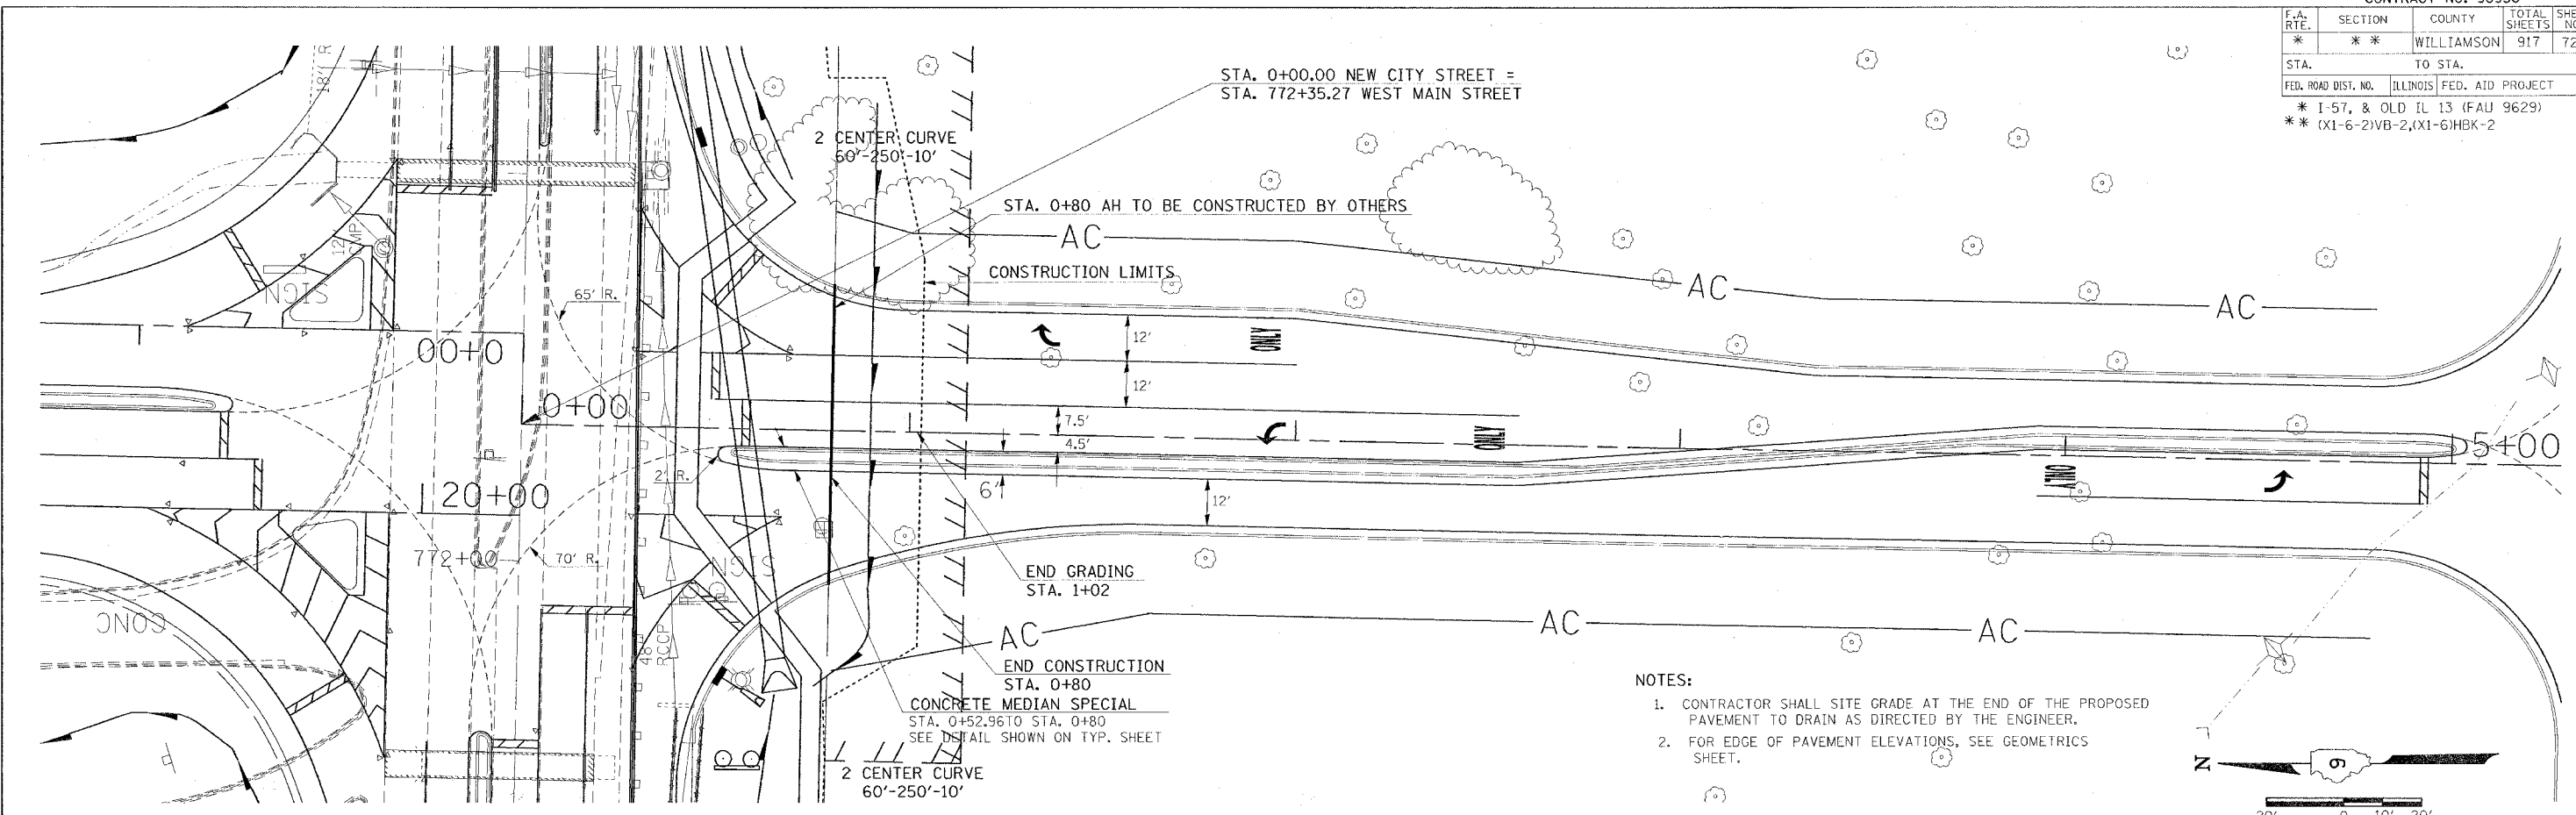 F.A. RTE. SECTION COUNTY TOTAL SHEETS
* * * WILLIAMSON 917
STA. TO STA.
FED. ROAD DIST. NO. ILLINOIS FED. AID PROJECT
* I-57, & OLD IL 13 (FAU 9629)
** (X1-6-2)VB-2,(X1-6)HBK-2
STA. 0+00.00 NEW CITY STREET =
STA. 772+35.27 WEST MAIN STREET
2 CENTER CURVE
60'-250'-10'
STA. 0+80 AH TO BE CONSTRUCTED BY OTHERS
AC
CONSTRUCTION LIMITS
AC
AC
12"
CMP
SIGN
65' R.
00+0
12'
ONLY
12'
0+00
7.5'
4.5'
ONLY
5+00
2' R.
6'
12'
ONLY
120+00
772+00
70' R.
SIGN
CONC
48"
RCCP
END GRADING
STA. 1+02
AC
AC
AC
END CONSTRUCTION
STA. 0+80
CONCRETE MEDIAN SPECIAL
STA. 0+52.96TO STA. 0+80
SEE DETAIL SHOWN ON TYP. SHEET
2 CENTER CURVE
60'-250'-10'
NOTES:
1. CONTRACTOR SHALL SITE GRADE AT THE END OF THE PROPOSED
PAVEMENT TO DRAIN AS DIRECTED BY THE ENGINEER.
2. FOR EDGE OF PAVEMENT ELEVATIONS, SEE GEOMETRICS
SHEET.
N
9